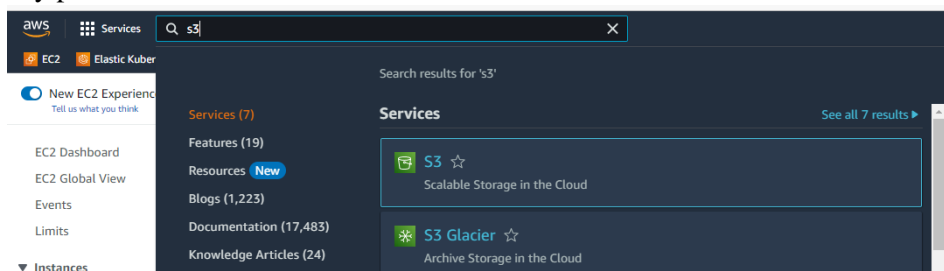 aws Services s3
EC2 Elastic Kuber
Search results for 's3'
New EC2 Experienc
Tell us what you think
Services (7)
Services
See all 7 results
Features (19)
EC2 Dashboard
S3
Resources New
EC2 Global View
Scalable Storage in the Cloud
Blogs (1,223)
Events
Documentation (17,483)
Limits
S3 Glacier
Knowledge Articles (24)
Archive Storage in the Cloud
Instances